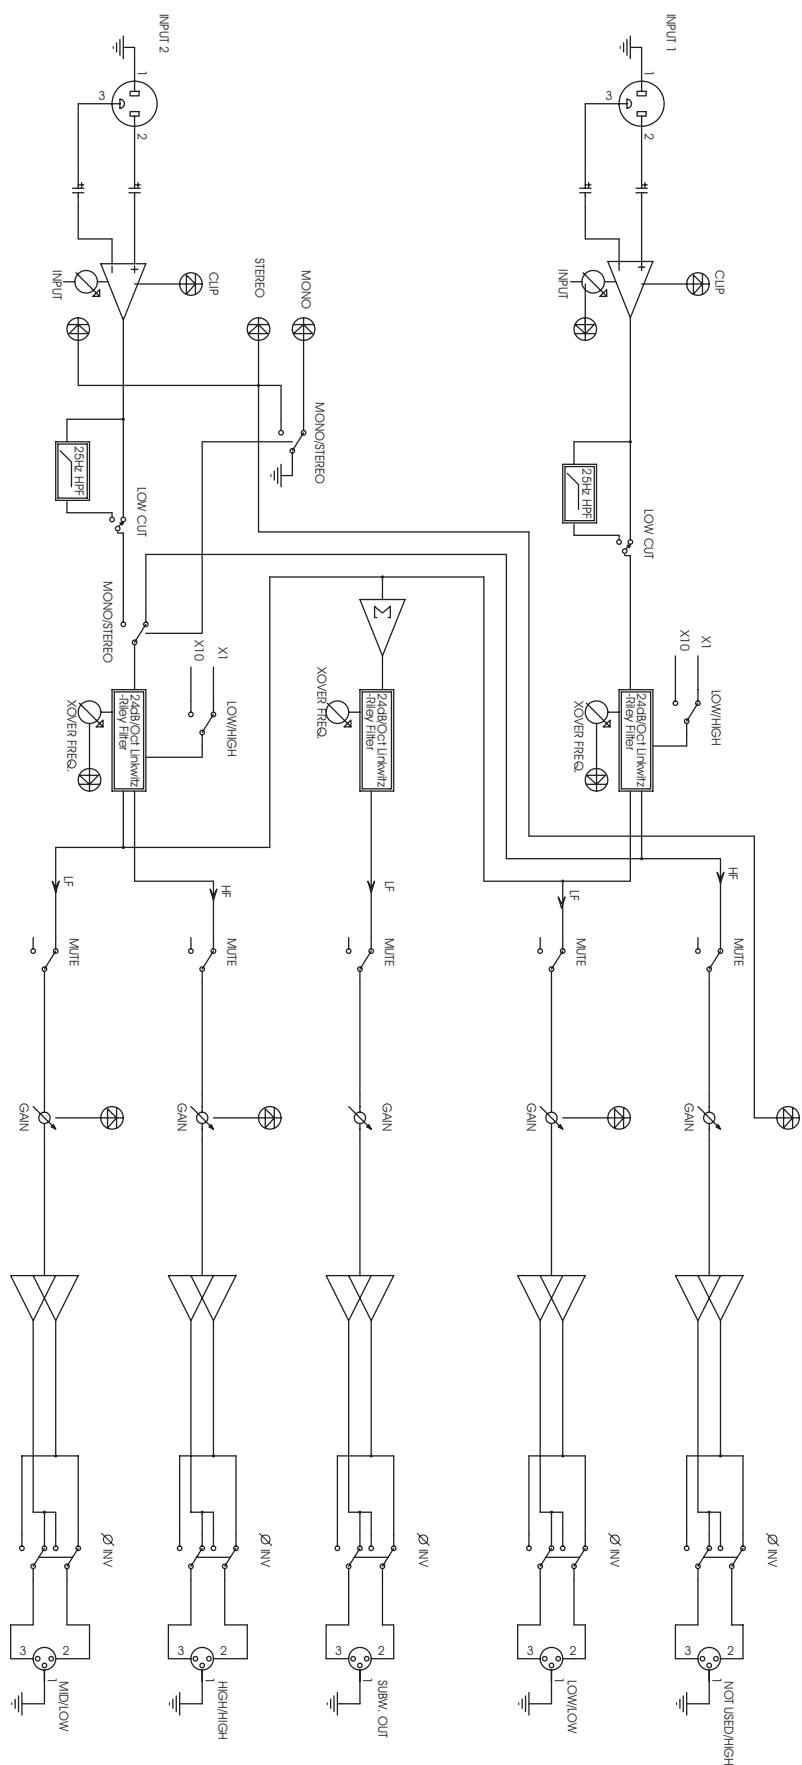 INPUT 2
1
3
2
INPUT
CLIP
STEREO
MONO
MONO/STEREO
25Hz HPF
LOW CUT
MONO/STEREO
X10
X1
LOW/HIGH
24dB/Oct Linkwitz
-Riley Filter
XOVER FREQ.
INPUT 1
1
3
2
INPUT
CLIP
25Hz HPF
LOW CUT
X10
X1
LOW/HIGH
24dB/Oct Linkwitz
-Riley Filter
XOVER FREQ.
Σ
24dB/Oct Linkwitz
-Riley Filter
XOVER FREQ.
LF
HF
LF
LF
HF
MUTE
MUTE
MUTE
MUTE
MUTE
GAIN
GAIN
GAIN
GAIN
GAIN
Ø INV
Ø INV
Ø INV
Ø INV
Ø INV
3
2
1
MID/LOW
3
2
1
HIGH/HIGH
3
2
1
SUBW. OUT
3
2
1
LOW/LOW
3
2
1
NOT USED/HIGH